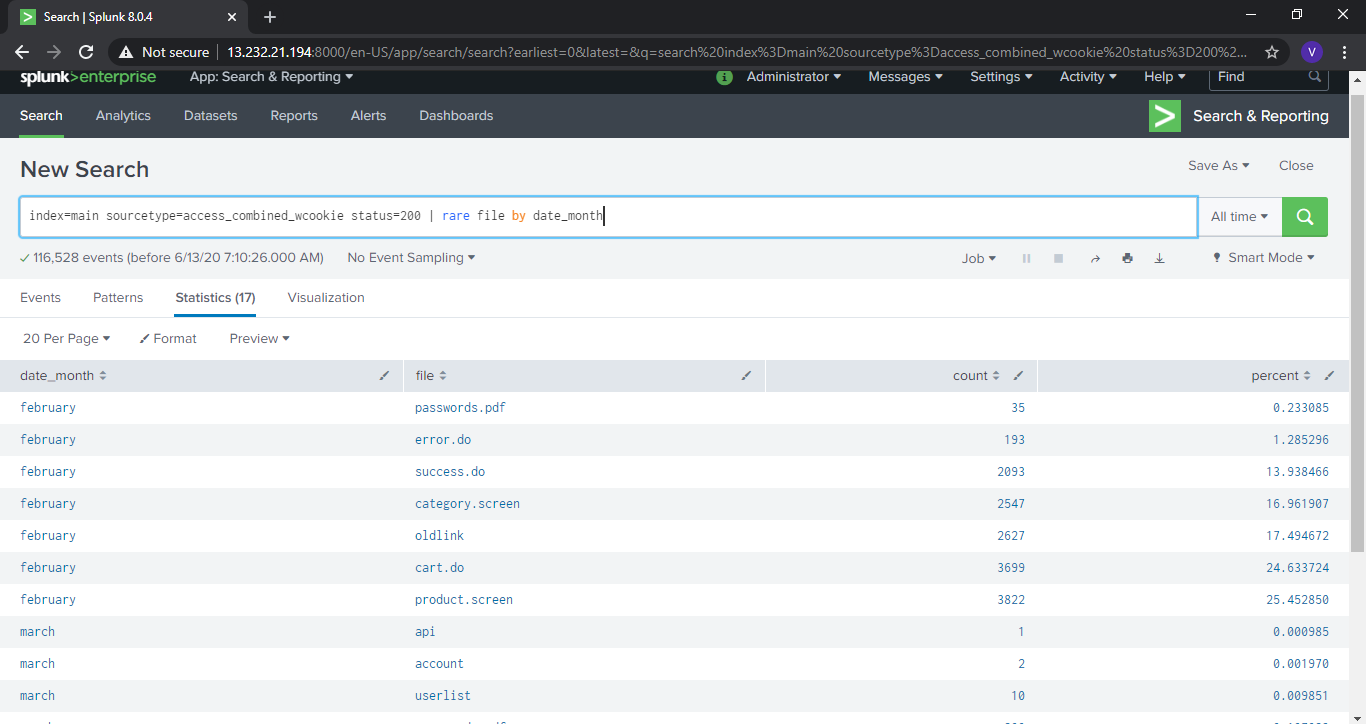 Search | Splunk 8.0.4
Not secure | 13.232.21.194:8000/en-US/app/search/search?earliest=0&latest=&q=search%20index%3Dmain%20sourcetype%3Daccess_combined_wcookie%20status%3D200%2... V
splunk>enterprise App: Search & Reporting i Administrator Messages Settings Activity Help Find
Search Analytics Datasets Reports Alerts Dashboards > Search & Reporting
New Search Save As Close
index=main sourcetype=access_combined_wcookie status=200 | rare file by date_month All time
✓ 116,528 events (before 6/13/20 7:10:26.000 AM) No Event Sampling Job Smart Mode
Events Patterns Statistics (17) Visualization
20 Per Page Format Preview
date_month file count percent
february passwords.pdf 35 0.233085
february error.do 193 1.285296
february success.do 2093 13.938466
february category.screen 2547 16.961907
february oldlink 2627 17.494672
february cart.do 3699 24.633724
february product.screen 3822 25.452850
march api 1 0.000985
march account 2 0.001970
march userlist 10 0.009851